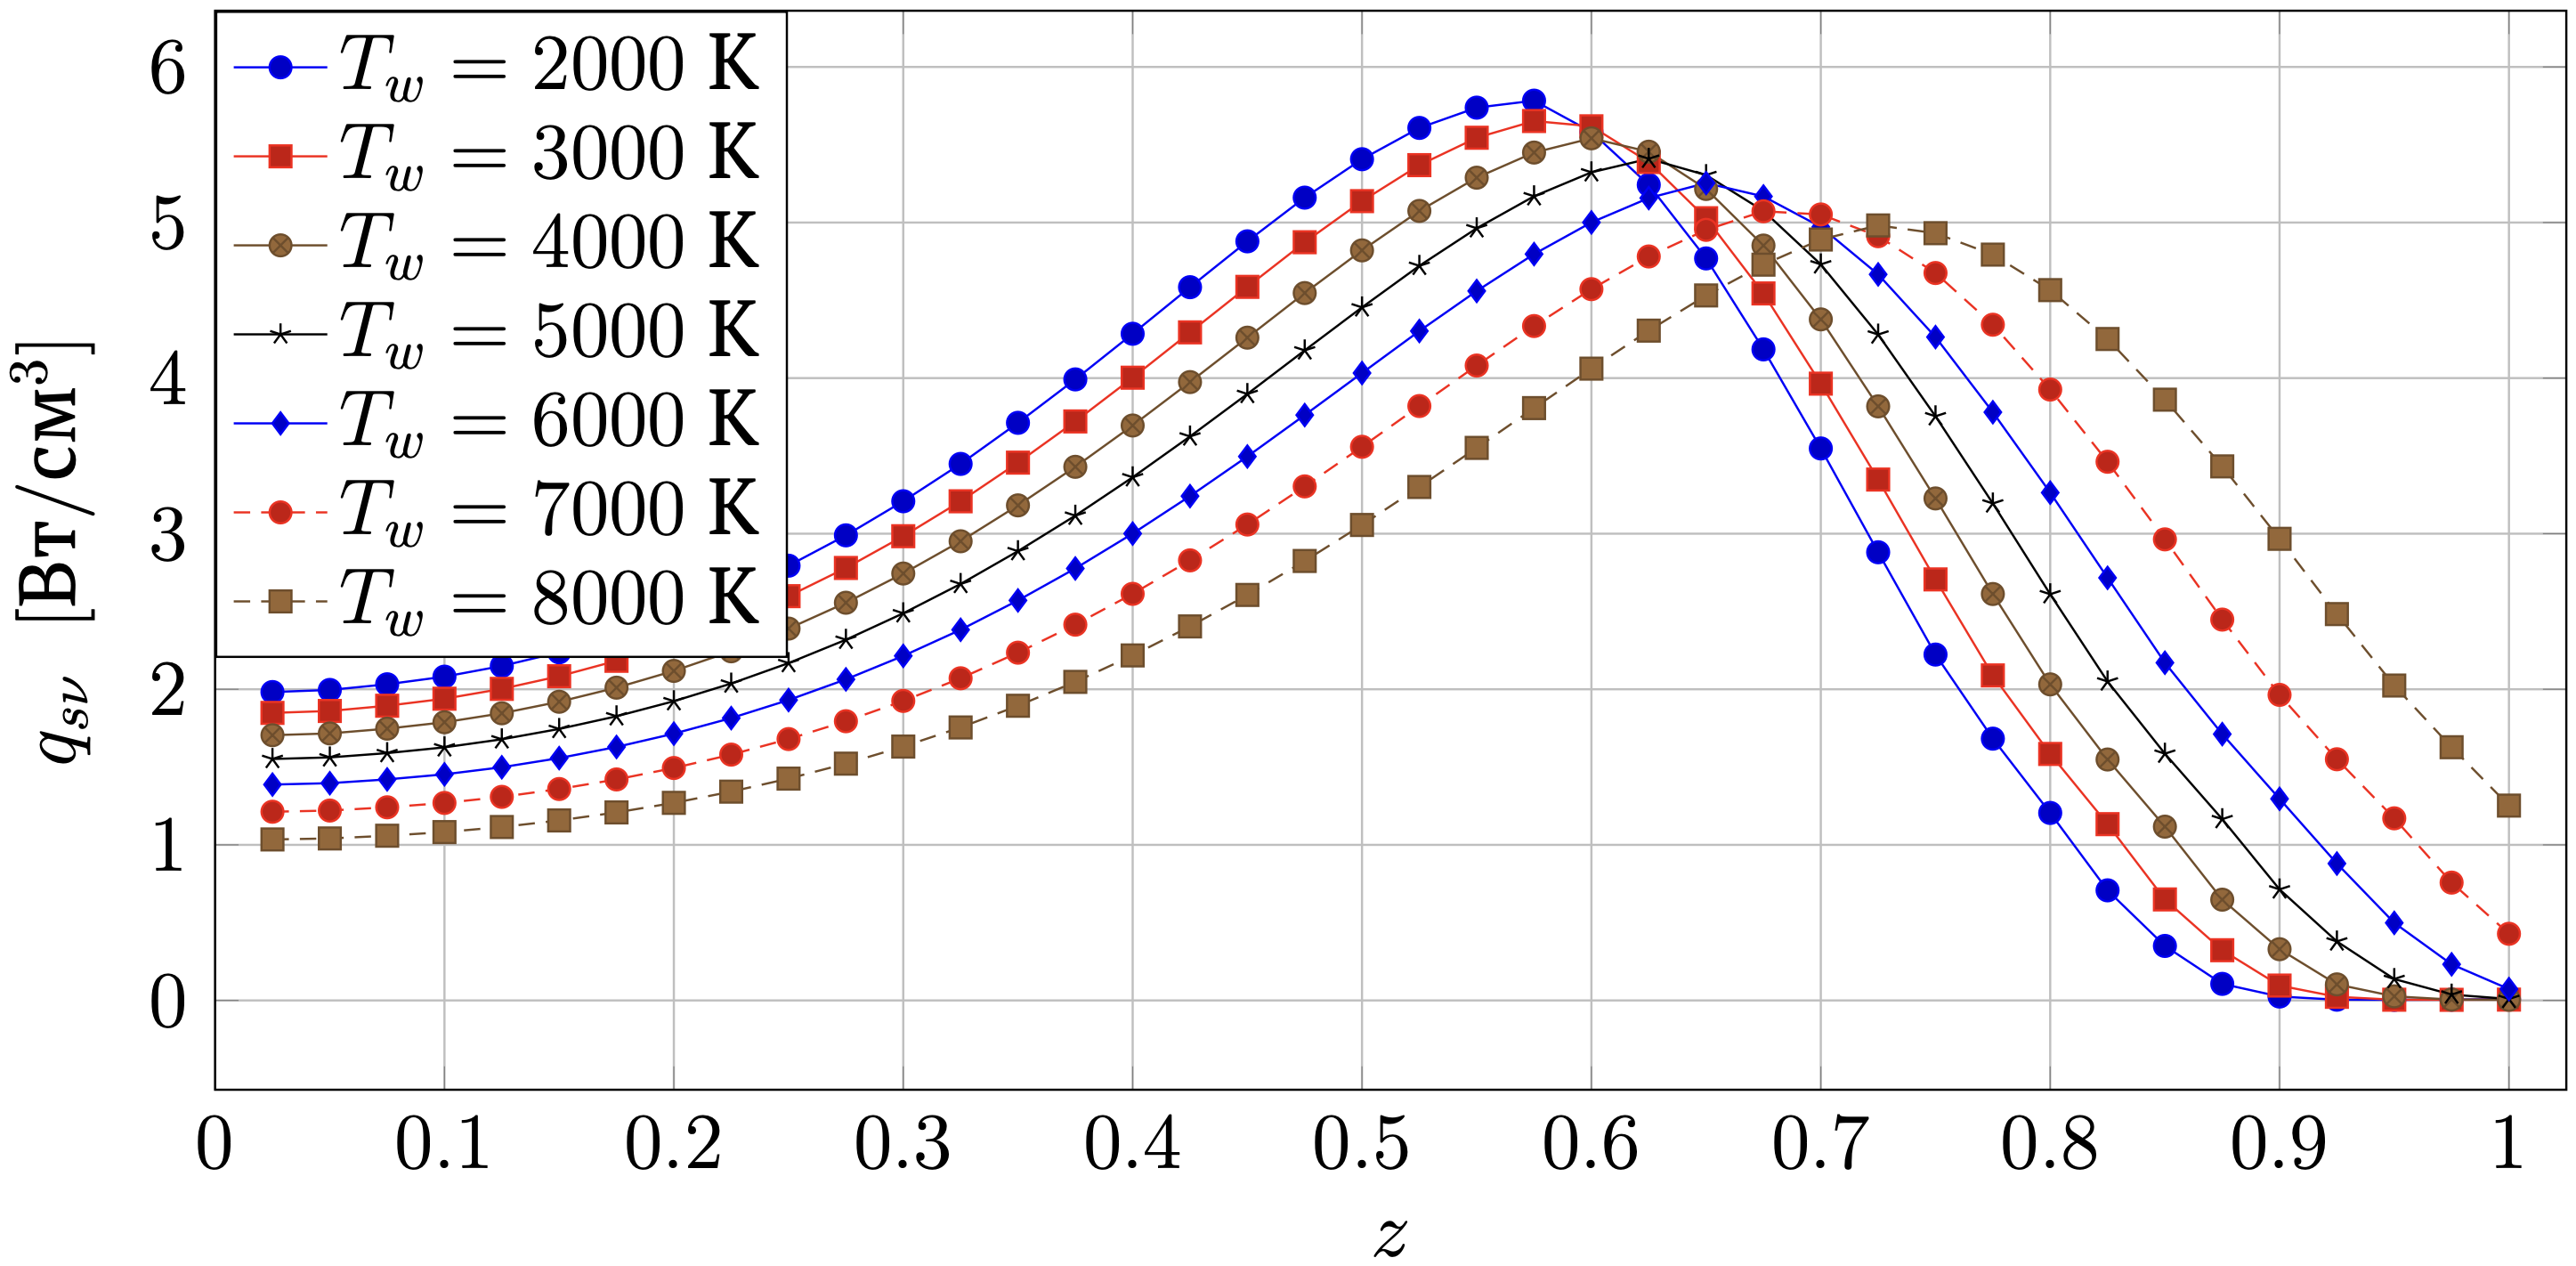 T_w = 2000 К
T_w = 3000 К
T_w = 4000 К
T_w = 5000 К
T_w = 6000 К
T_w = 7000 К
T_w = 8000 К
q_{sν} [Вт/см³]
6
5
4
3
2
1
0
0 0.1 0.2 0.3 0.4 0.5 0.6 0.7 0.8 0.9 1
z